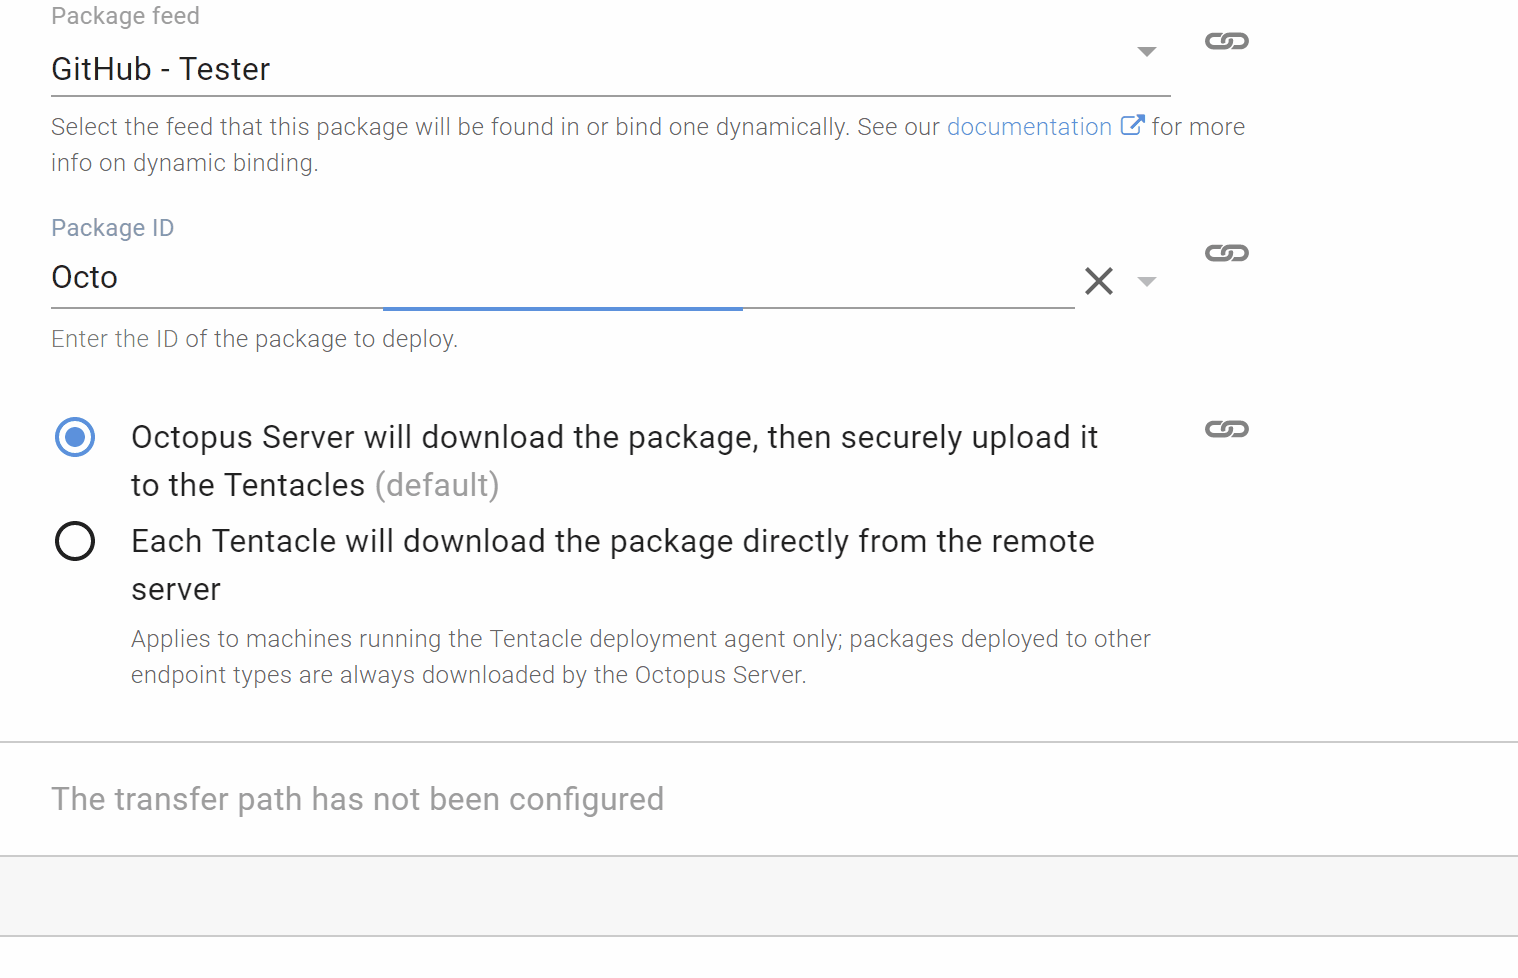 Package feed
GitHub - Tester
Select the feed that this package will be found in or bind one dynamically. See our documentation for more
info on dynamic binding.
Package ID
Octo
Enter the ID of the package to deploy.
Octopus Server will download the package, then securely upload it
to the Tentacles (default)
Each Tentacle will download the package directly from the remote
server
Applies to machines running the Tentacle deployment agent only; packages deployed to other
endpoint types are always downloaded by the Octopus Server.
The transfer path has not been configured